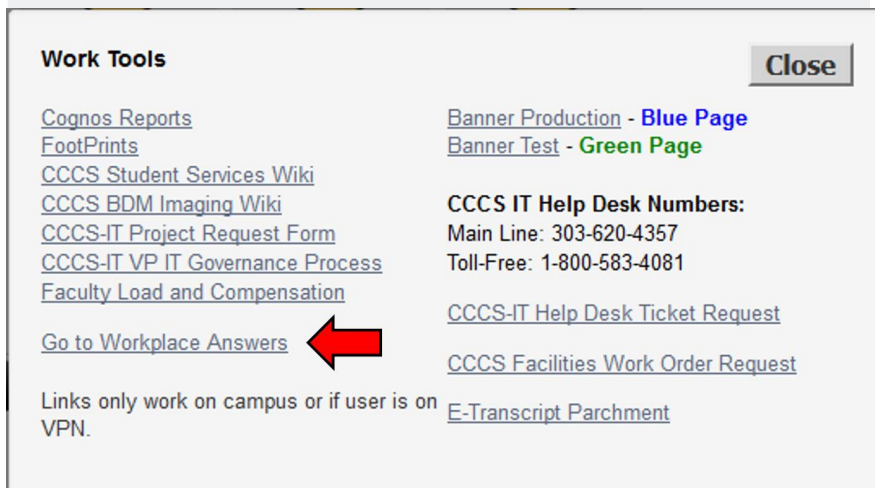 Work Tools
Close
Cognos Reports
FootPrints
CCCS Student Services Wiki
CCCS BDM Imaging Wiki
CCCS-IT Project Request Form
CCCS-IT VP IT Governance Process
Faculty Load and Compensation
Go to Workplace Answers
Links only work on campus or if user is on
VPN.
Banner Production - Blue Page
Banner Test - Green Page
CCCS IT Help Desk Numbers:
Main Line: 303-620-4357
Toll-Free: 1-800-583-4081
CCCS-IT Help Desk Ticket Request
CCCS Facilities Work Order Request
E-Transcript Parchment